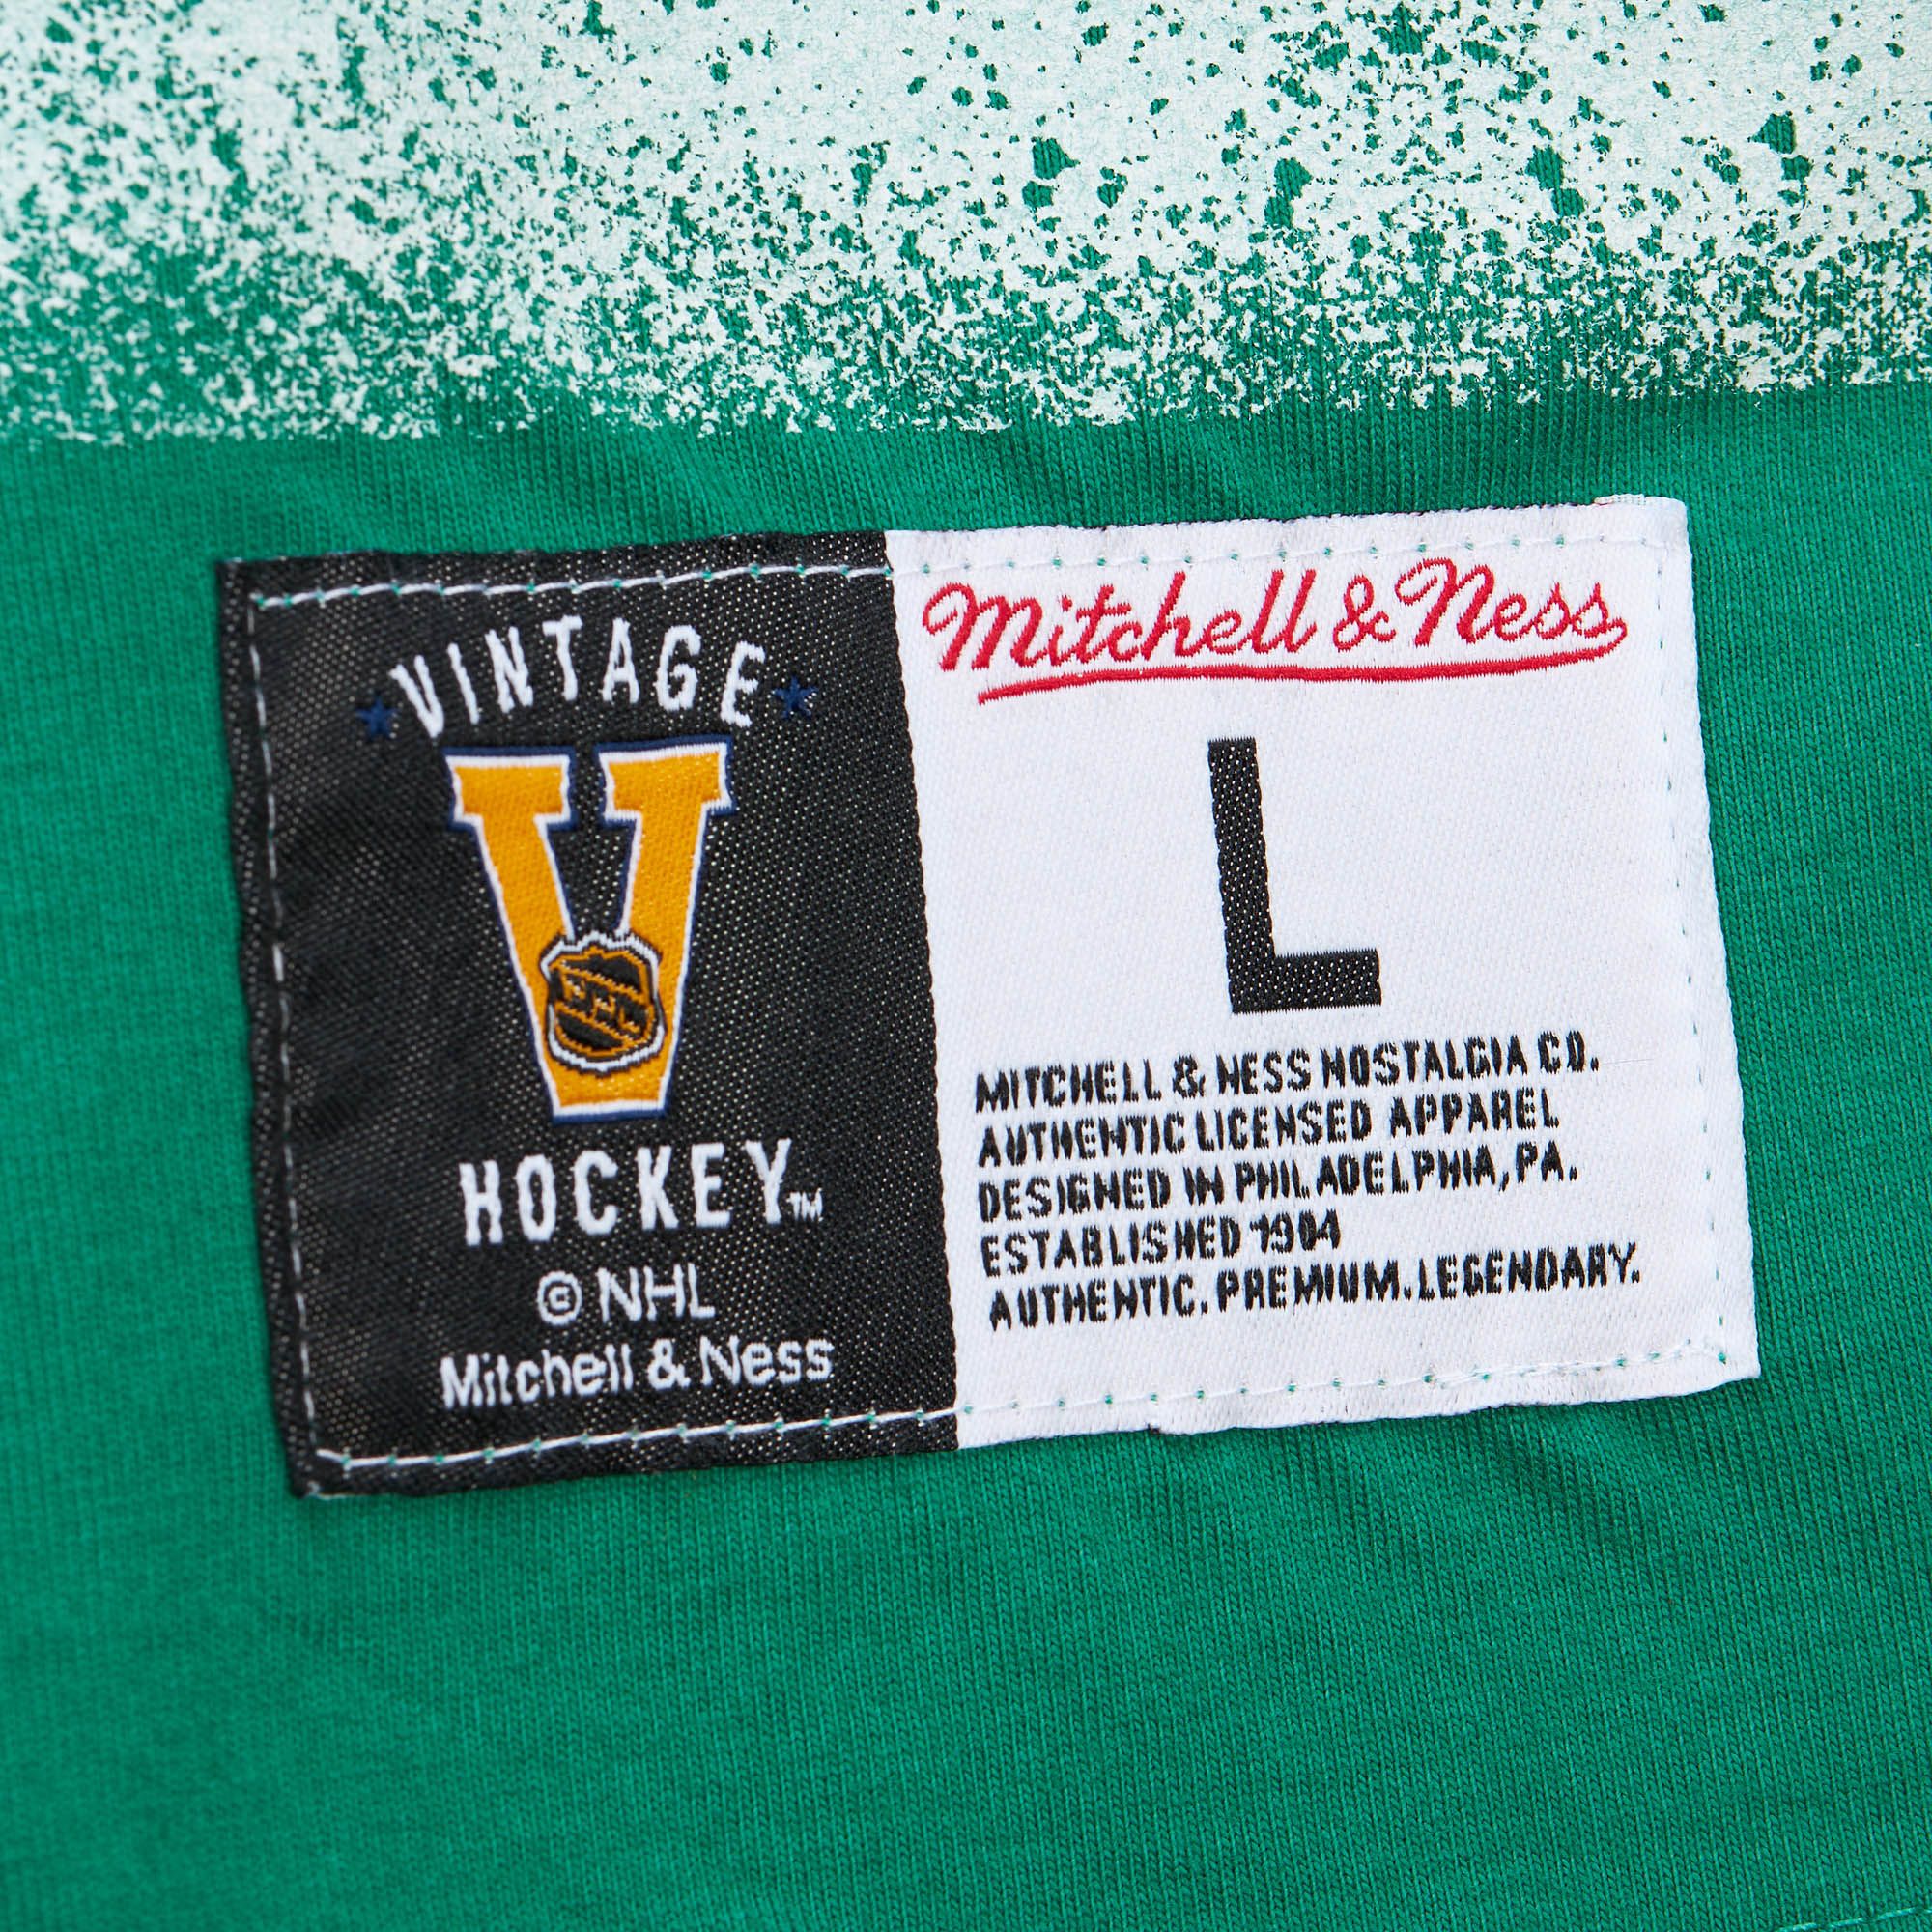 VINTAGE
V
NHL
HOCKEY™
© NHL
Mitchell & Ness
Mitchell & Ness
L
MITCHELL & NESS NOSTALGIA CO.
AUTHENTIC LICENSED APPAREL
DESIGNED IN PHILADELPHIA, PA.
ESTABLISHED 1904
AUTHENTIC. PREMIUM. LEGENDARY.